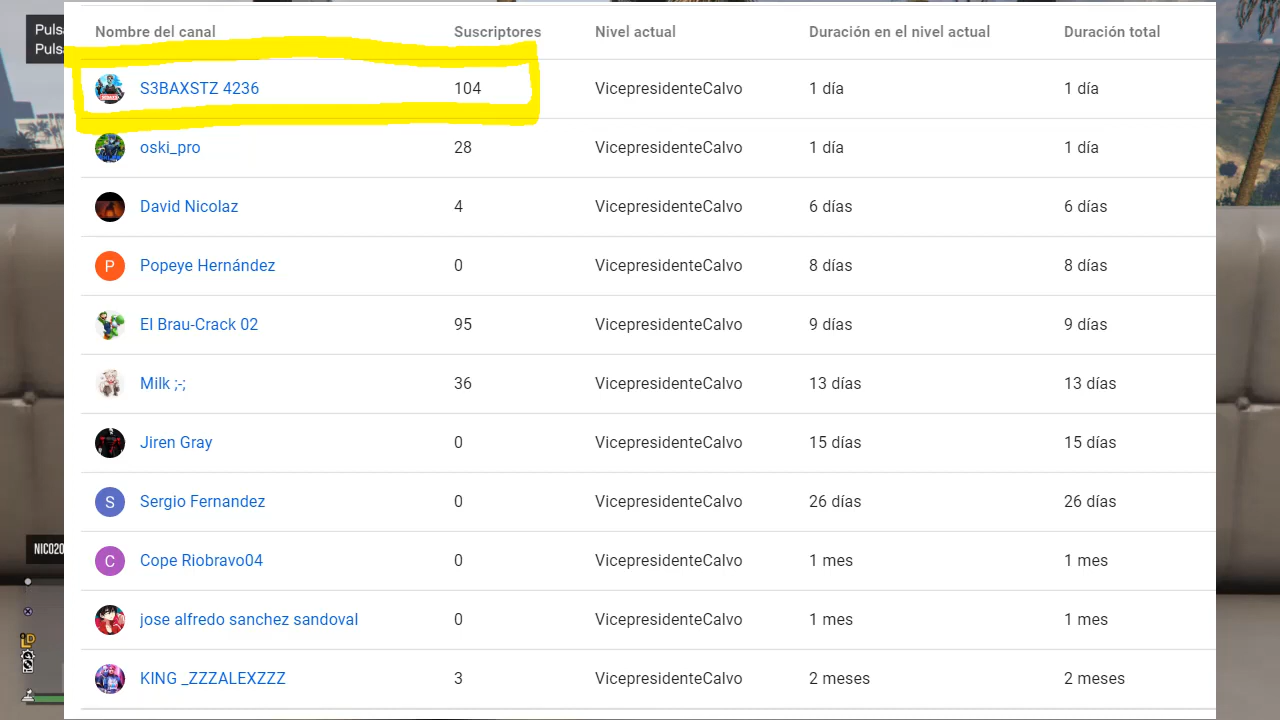 Pulsa
Pulsa
Nombre del canal Suscriptores Nivel actual Duración en el nivel actual Duración total
S3BAXSTZ 4236 104 VicepresidenteCalvo 1 día 1 día
oski_pro 28 VicepresidenteCalvo 1 día 1 día
David Nicolaz 4 VicepresidenteCalvo 6 días 6 días
P Popeye Hernández 0 VicepresidenteCalvo 8 días 8 días
El Brau-Crack 02 95 VicepresidenteCalvo 9 días 9 días
Milk ;-; 36 VicepresidenteCalvo 13 días 13 días
Jiren Gray 0 VicepresidenteCalvo 15 días 15 días
S Sergio Fernandez 0 VicepresidenteCalvo 26 días 26 días
NICO20
C Cope Riobravo04 0 VicepresidenteCalvo 1 mes 1 mes
jose alfredo sanchez sandoval 0 VicepresidenteCalvo 1 mes 1 mes
KING _ZZZALEXZZZ 3 VicepresidenteCalvo 2 meses 2 meses